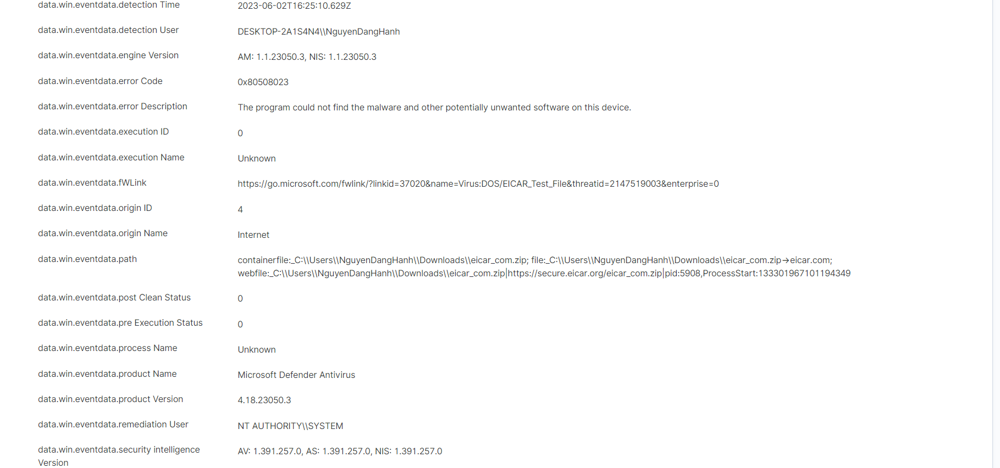 data.win.eventdata.detection Time 2023-06-02T16:25:10.629Z
data.win.eventdata.detection User DESKTOP-2A1S4N4\\NguyenDangHanh
data.win.eventdata.engine Version AM: 1.1.23050.3, NIS: 1.1.23050.3
data.win.eventdata.error Code 0x80508023
data.win.eventdata.error Description The program could not find the malware and other potentially unwanted software on this device.
data.win.eventdata.execution ID 0
data.win.eventdata.execution Name Unknown
data.win.eventdata.fWLink https://go.microsoft.com/fwlink/?linkid=37020&name=Virus:DOS/EICAR_Test_File&threatid=2147519003&enterprise=0
data.win.eventdata.origin ID 4
data.win.eventdata.origin Name Internet
data.win.eventdata.path containerfile:_C:\\Users\\NguyenDangHanh\\Downloads\\eicar_com.zip; file:_C:\\Users\\NguyenDangHanh\\Downloads\\eicar_com.zip->eicar.com;
webfile:_C:\\Users\\NguyenDangHanh\\Downloads\\eicar_com.zip|https://secure.eicar.org/eicar_com.zip|pid:5908,ProcessStart:133301967101194349
data.win.eventdata.post Clean Status 0
data.win.eventdata.pre Execution Status 0
data.win.eventdata.process Name Unknown
data.win.eventdata.product Name Microsoft Defender Antivirus
data.win.eventdata.product Version 4.18.23050.3
data.win.eventdata.remediation User NT AUTHORITY\\SYSTEM
data.win.eventdata.security intelligence AV: 1.391.257.0, AS: 1.391.257.0, NIS: 1.391.257.0
Version